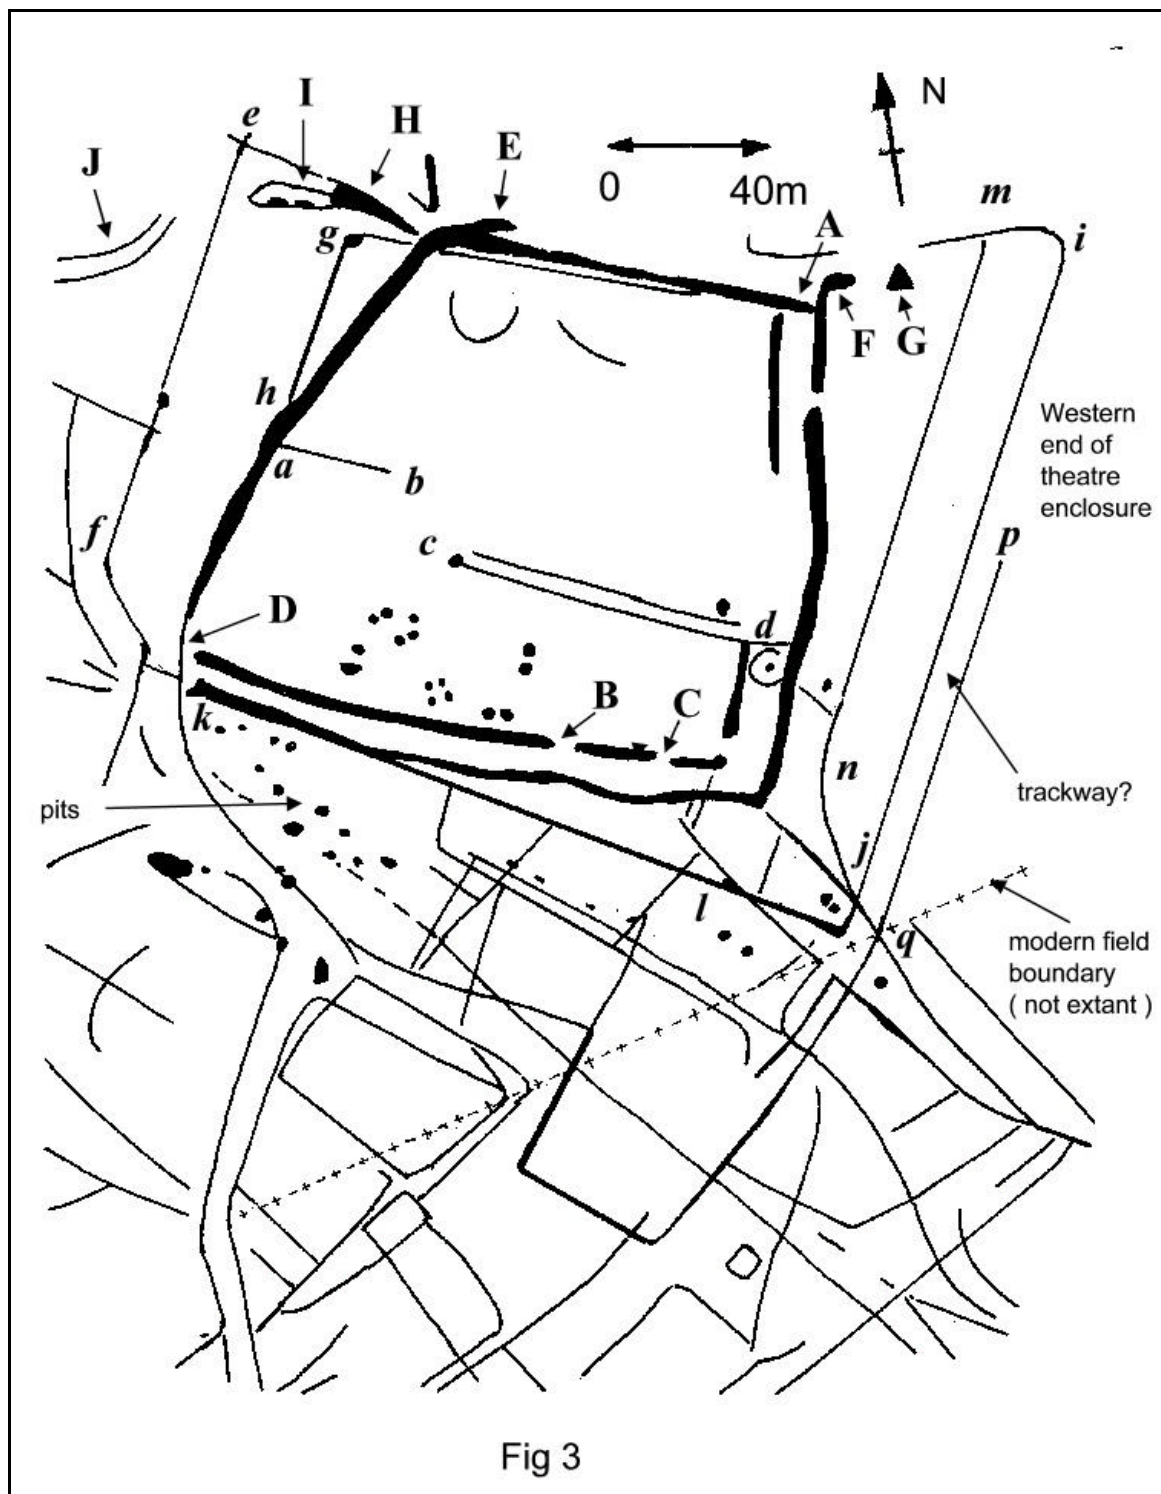 I
e
H
E
J
N
0 40m
m
A
g
i
F
G
h
Western
end of
theatre
enclosure
a
b
f
c
p
D
d
B
C
k
n
trackway?
pits
j
l
q
modern field
boundary
( not extant )
Fig 3